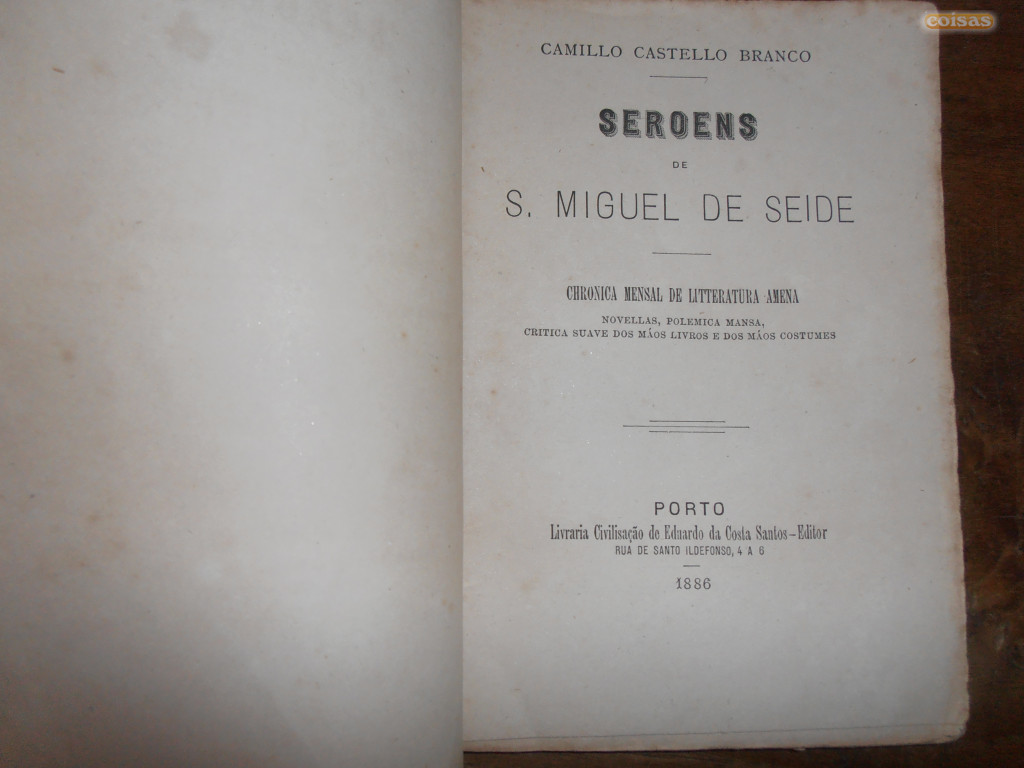 coisas
CAMILLO CASTELLO BRANCO
SEROENS
DE
S. MIGUEL DE SEIDE
CHRONICA MENSAL DE LITTERATURA AMENA
NOVELLAS, POLEMICA MANSA,
CRITICA SUAVE DOS MÁOS LIVROS E DOS MÁOS COSTUMES
PORTO
Livraria Civilisação de Eduardo da Costa Santos—Editor
RUA DE SANTO ILDEFONSO, 4 A 6
1886